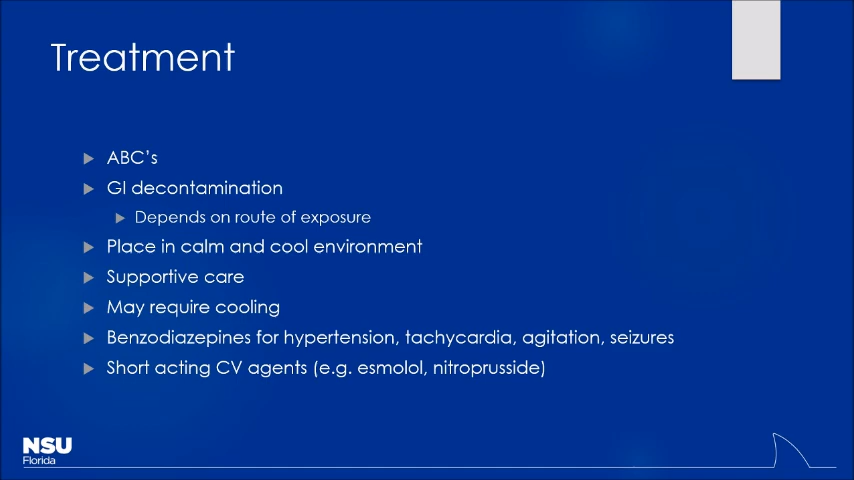 Treatment
ABC's
GI decontamination
Depends on route of exposure
Place in calm and cool environment
Supportive care
May require cooling
Benzodiazepines for hypertension, tachycardia, agitation, seizures
Short acting CV agents (e.g. esmolol, nitroprusside)
NSU
Florida